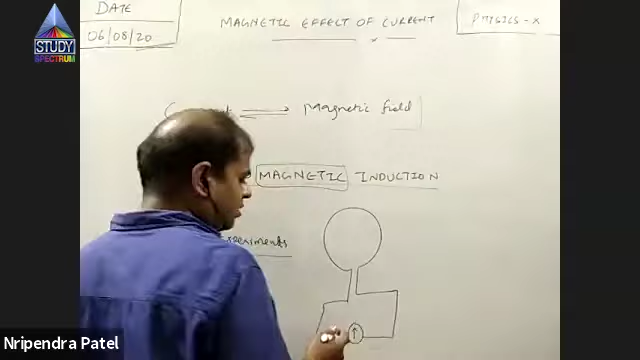 DATE
06/08/20
MAGNETIC EFFECT OF CURRENT
PHYSICS - X
STUDY
SPECTRUM
Magnetic field
MAGNETIC INDUCTION
Nripendra Patel